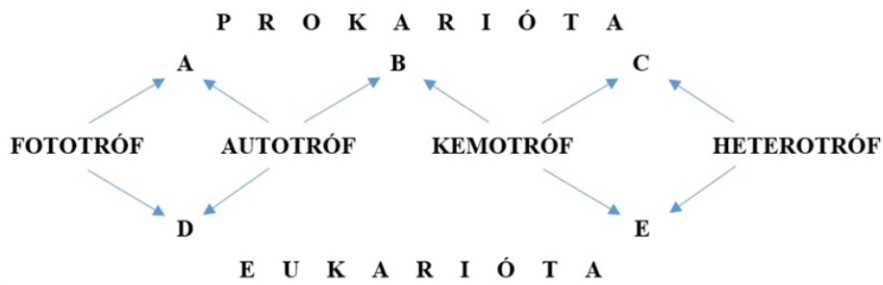 P R O K A R I Ó T A
A B C
FOTOTRÓF AUTOTRÓF KEMOTRÓF HETEROTRÓF
D E
E U K A R I Ó T A